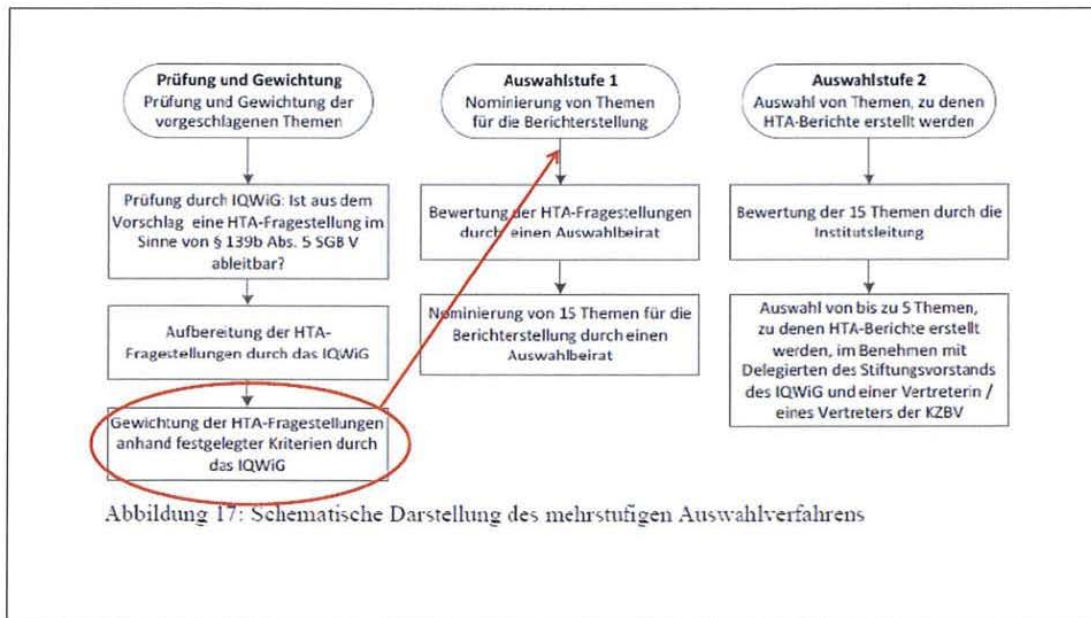 Prüfung und Gewichtung
Prüfung und Gewichtung der
vorgeschlagenen Themen
Prüfung durch IQWiG: Ist aus dem
Vorschlag eine HTA-Fragestellung im
Sinne von § 139b Abs. 5 SGB V
ableitbar?
Aufbereitung der HTA-
Fragestellungen durch das IQWiG
Gewichtung der HTA-Fragestellungen
anhand festgelegter Kriterien durch
das IQWiG
Auswahlstufe 1
Nominierung von Themen
für die Berichterstellung
Bewertung der HTA-Fragestellungen
durch einen Auswahlbeirat
Nominierung von 15 Themen für die
Berichterstellung durch einen
Auswahlbeirat
Auswahlstufe 2
Auswahl von Themen, zu denen
HTA-Berichte erstellt werden
Bewertung der 15 Themen durch die
Institutsleitung
Auswahl von bis zu 5 Themen,
zu denen HTA-Berichte erstellt
werden, im Benehmen mit
Delegierten des Stiftungsvorstands
des IQWiG und einer Vertreterin /
eines Vertreters der KZBV
Abbildung 17: Schematische Darstellung des mehrstufigen Auswahlverfahrens